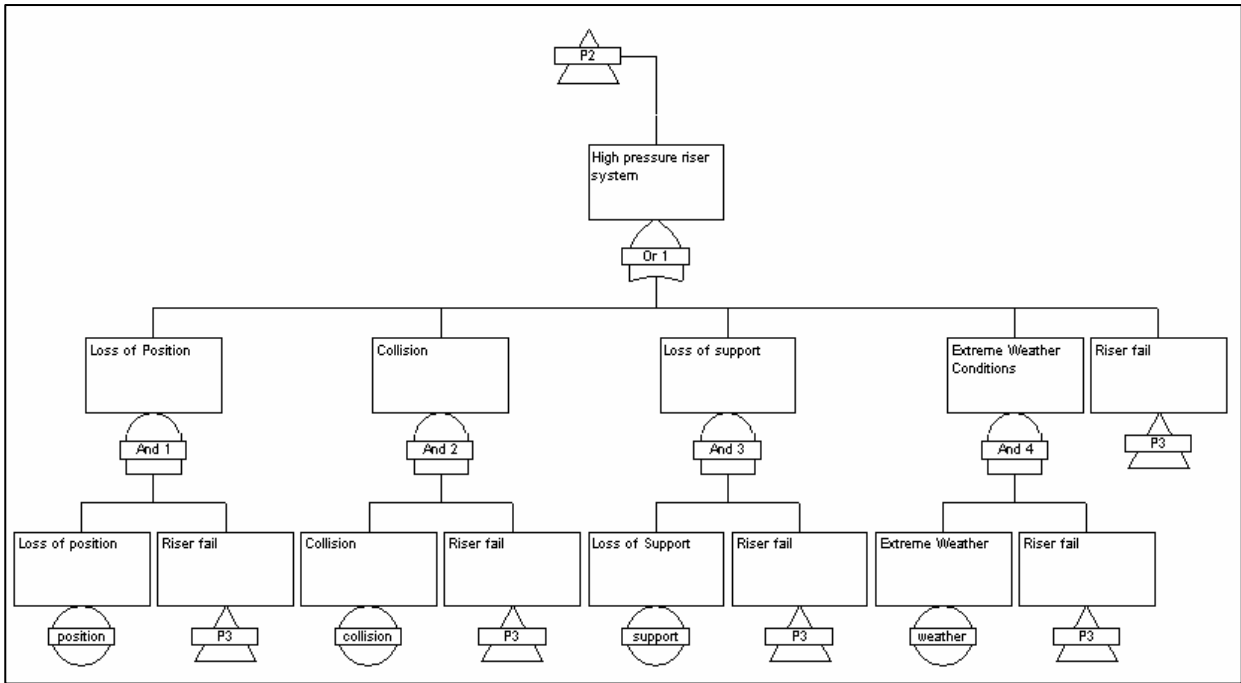 P2
High pressure riser
system
Or 1
Loss of Position
Collision
Loss of support
Extreme Weather
Conditions
Riser fail
And 1
And 2
And 3
And 4
P3
Loss of position
Riser fail
Collision
Riser fail
Loss of Support
Riser fail
Extreme Weather
Riser fail
position
P3
collision
P3
support
P3
weather
P3